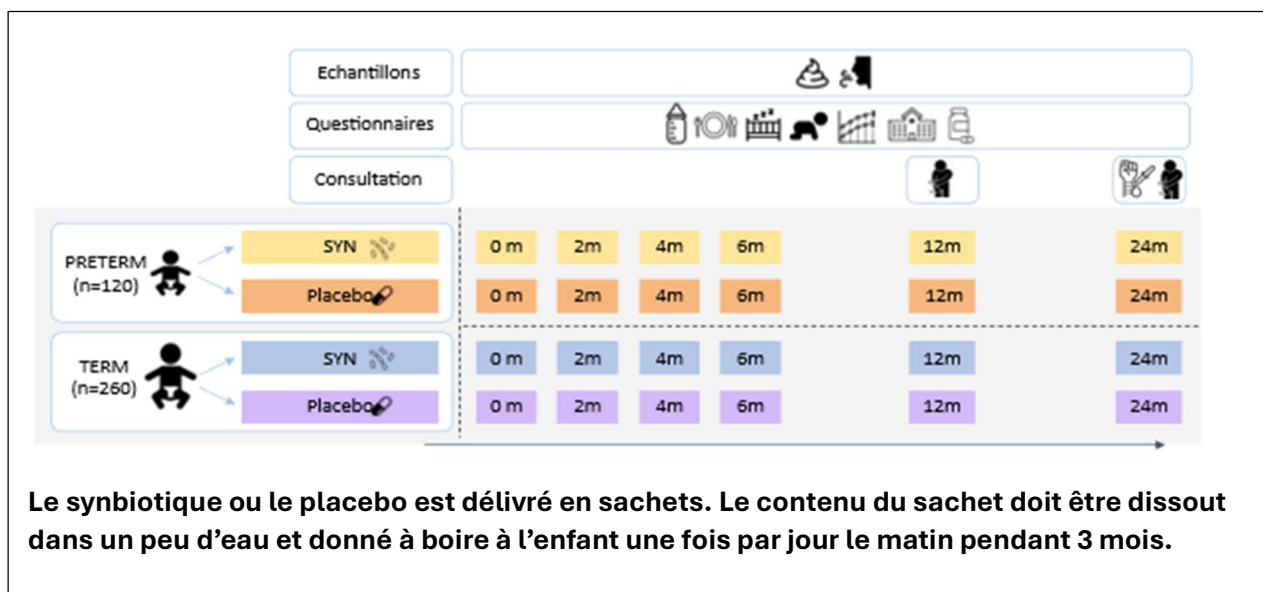 Echantillons
Questionnaires
Consultation
PRETERM
(n=120)
SYN
0 m 2m 4m 6m 12m 24m
Placebo
0 m 2m 4m 6m 12m 24m
TERM
(n=260)
SYN
0 m 2m 4m 6m 12m 24m
Placebo
0 m 2m 4m 6m 12m 24m
Le synbiotique ou le placebo est délivré en sachets. Le contenu du sachet doit être dissout
dans un peu d’eau et donné à boire à l’enfant une fois par jour le matin pendant 3 mois.